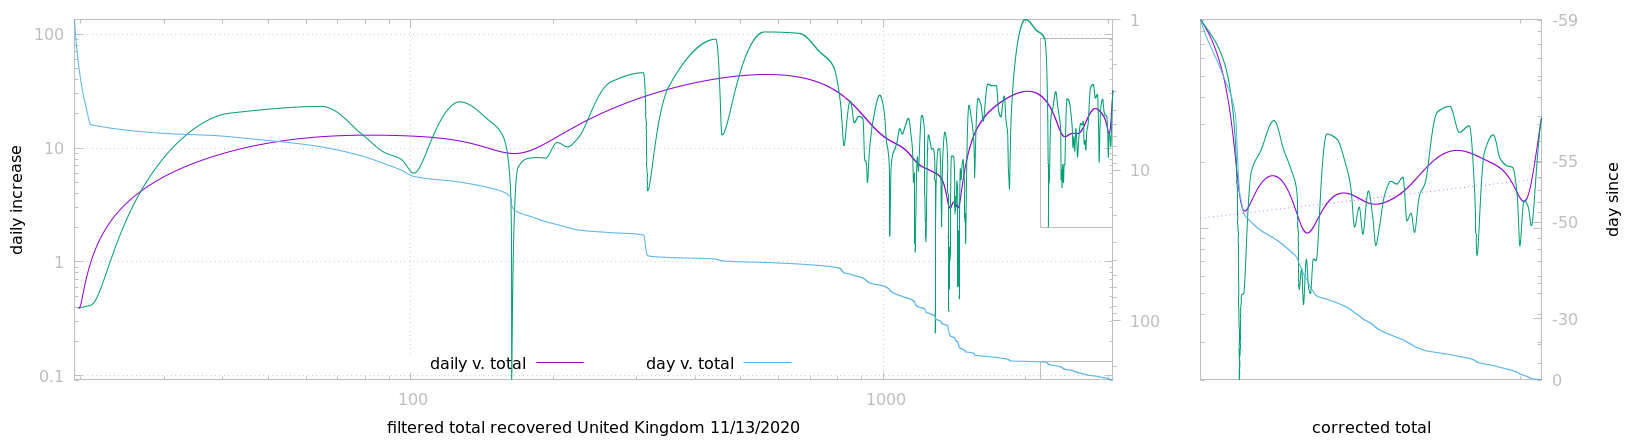 100
10
1
0.1
daily increase
daily v. total
day v. total
100
1000
filtered total recovered United Kingdom 11/13/2020
1
10
100
-59
-55
-50
-30
0
day since
corrected total